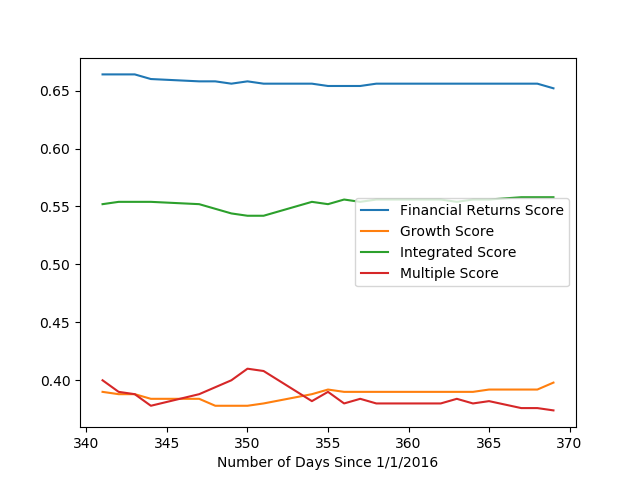 0.65
0.60
0.55
0.50
0.45
0.40
Financial Returns Score
Growth Score
Integrated Score
Multiple Score
340 345 350 355 360 365 370
Number of Days Since 1/1/2016